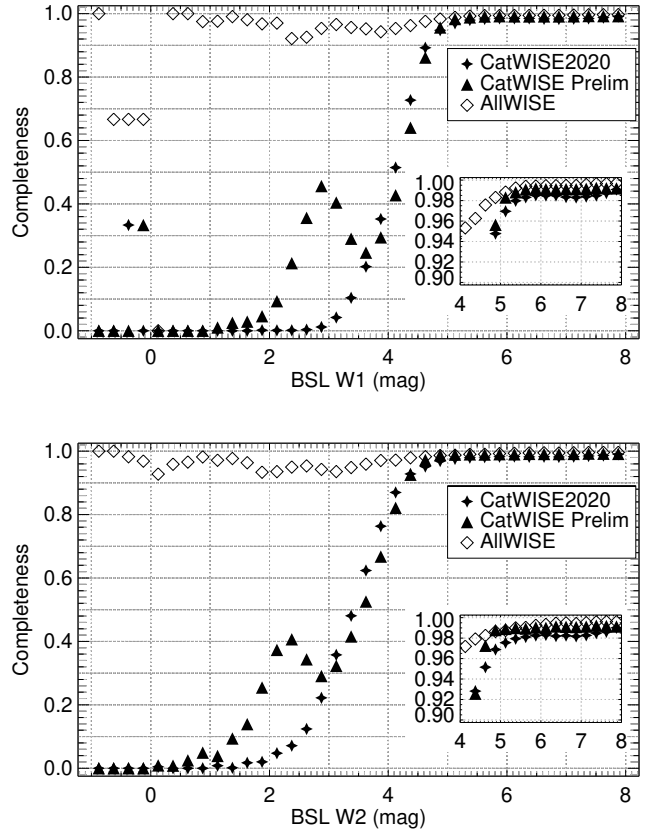 1.0
0.8
0.6
0.4
0.2
0.0
Completeness
CatWISE2020
CatWISE Prelim
AllWISE
1.00
0.98
0.96
0.94
0.92
0.90
4 5 6 7 8
0 2 4 6 8
BSL W1 (mag)
1.0
0.8
0.6
0.4
0.2
0.0
Completeness
CatWISE2020
CatWISE Prelim
AllWISE
1.00
0.98
0.96
0.94
0.92
0.90
4 5 6 7 8
0 2 4 6 8
BSL W2 (mag)